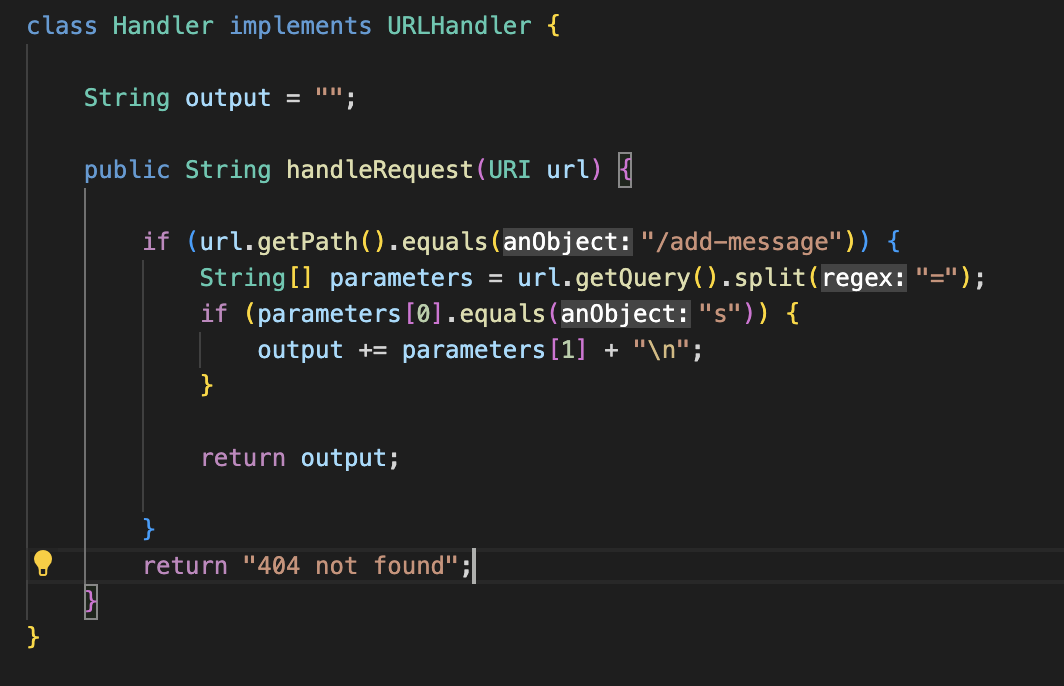 class Handler implements URLHandler {
String output = "";
public String handleRequest(URI url) {
if (url.getPath().equals(anObject: "/add-message")) {
String[] parameters = url.getQuery().split(regex: "=");
if (parameters[0].equals(anObject: "s")) {
output += parameters[1] + "\n";
}
return output;
}
return "404 not found";
}
}